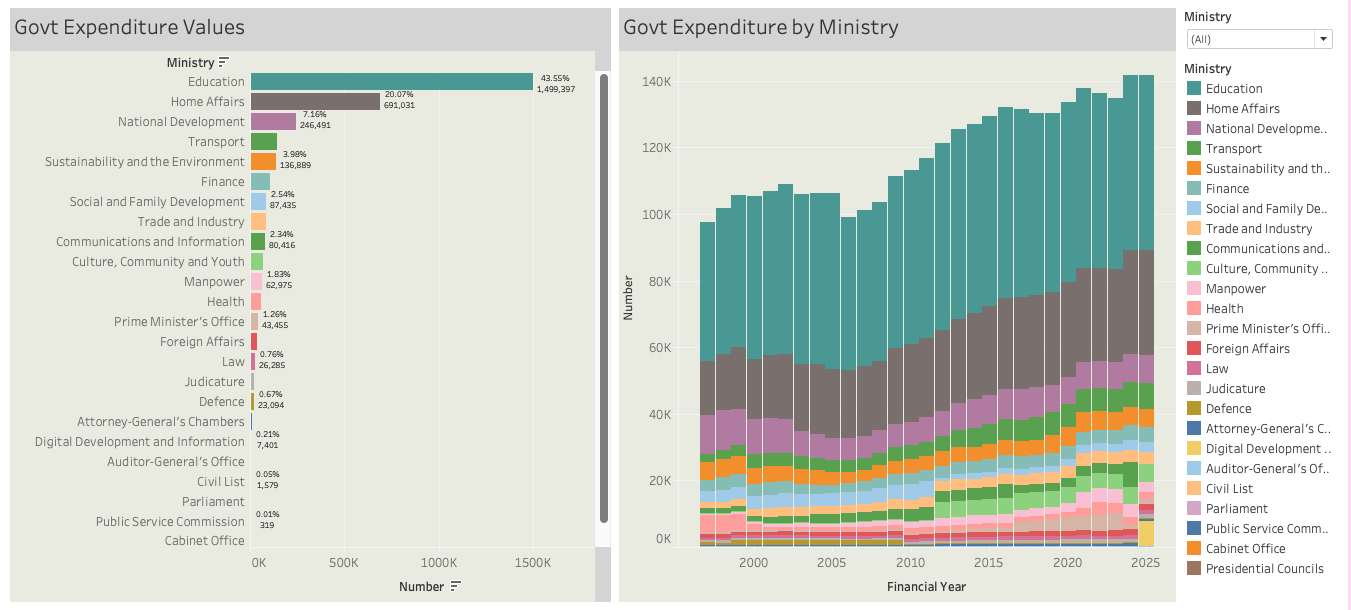 Govt Expenditure Values
Ministry
Education
43.55%
1,499,397
Home Affairs
20.07%
691,031
National Development
7.16%
246,491
Transport
Sustainability and the Environment
3.98%
136,889
Finance
Social and Family Development
2.54%
87,435
Trade and Industry
Communications and Information
2.34%
80,416
Culture, Community and Youth
Manpower
1.83%
62,975
Health
Prime Minister's Office
1.26%
43,455
Foreign Affairs
Law
0.76%
26,285
Judicature
Defence
0.67%
23,094
Attorney-General's Chambers
Digital Development and Information
0.21%
7,401
Auditor-General's Office
Civil List
0.05%
1,579
Parliament
Public Service Commission
0.01%
319
Cabinet Office
0K 500K 1000K 1500K
Number
Govt Expenditure by Ministry
140K
120K
100K
80K
60K
40K
20K
0K
Number
2000 2005 2010 2015 2020 2025
Financial Year
Ministry
(All)
Ministry
Education
Home Affairs
National Developme..
Transport
Sustainability and th..
Finance
Social and Family De..
Trade and Industry
Communications and..
Culture, Community ..
Manpower
Health
Prime Minister's Offi..
Foreign Affairs
Law
Judicature
Defence
Attorney-General's C..
Digital Development ..
Auditor-General's Of..
Civil List
Parliament
Public Service Comm..
Cabinet Office
Presidential Councils